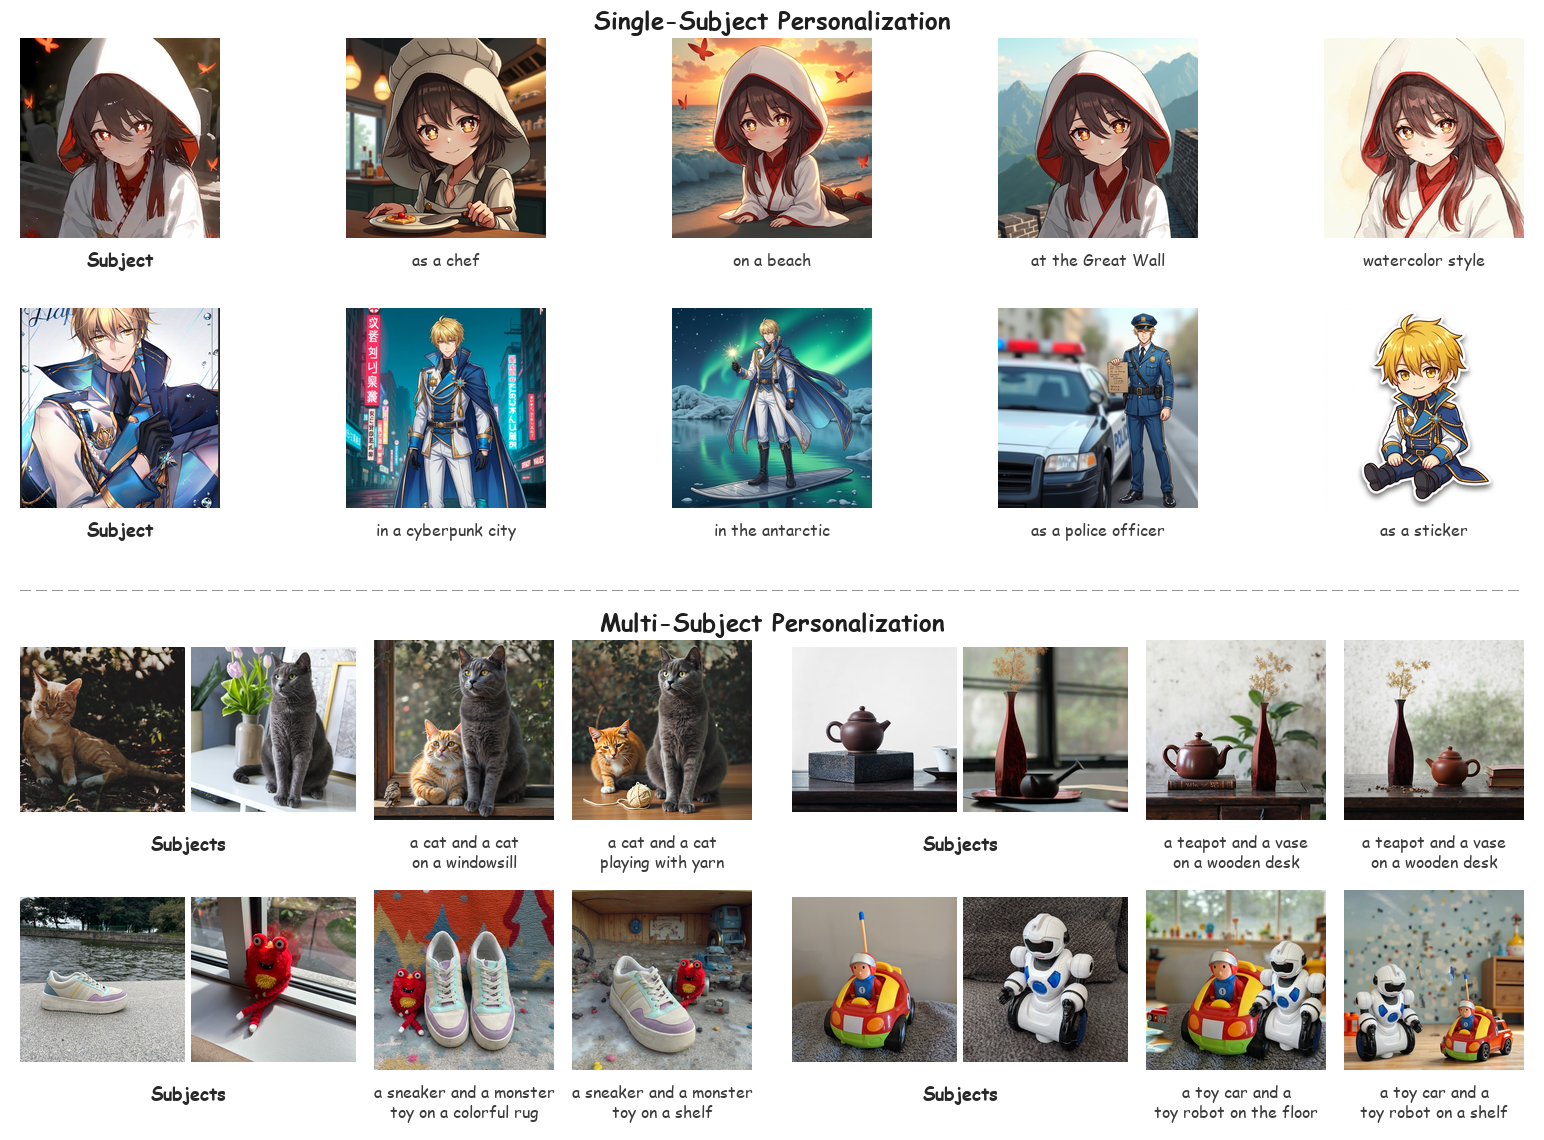 Single-Subject Personalization
Subject
as a chef
on a beach
at the Great Wall
watercolor style
Subject
in a cyberpunk city
in the antarctic
as a police officer
as a sticker
Multi-Subject Personalization
Subjects
a cat and a cat
on a windowsill
a cat and a cat
playing with yarn
Subjects
a teapot and a vase
on a wooden desk
a teapot and a vase
on a wooden desk
Subjects
a sneaker and a monster
toy on a colorful rug
a sneaker and a monster
toy on a shelf
Subjects
a toy car and a
toy robot on the floor
a toy car and a
toy robot on a shelf